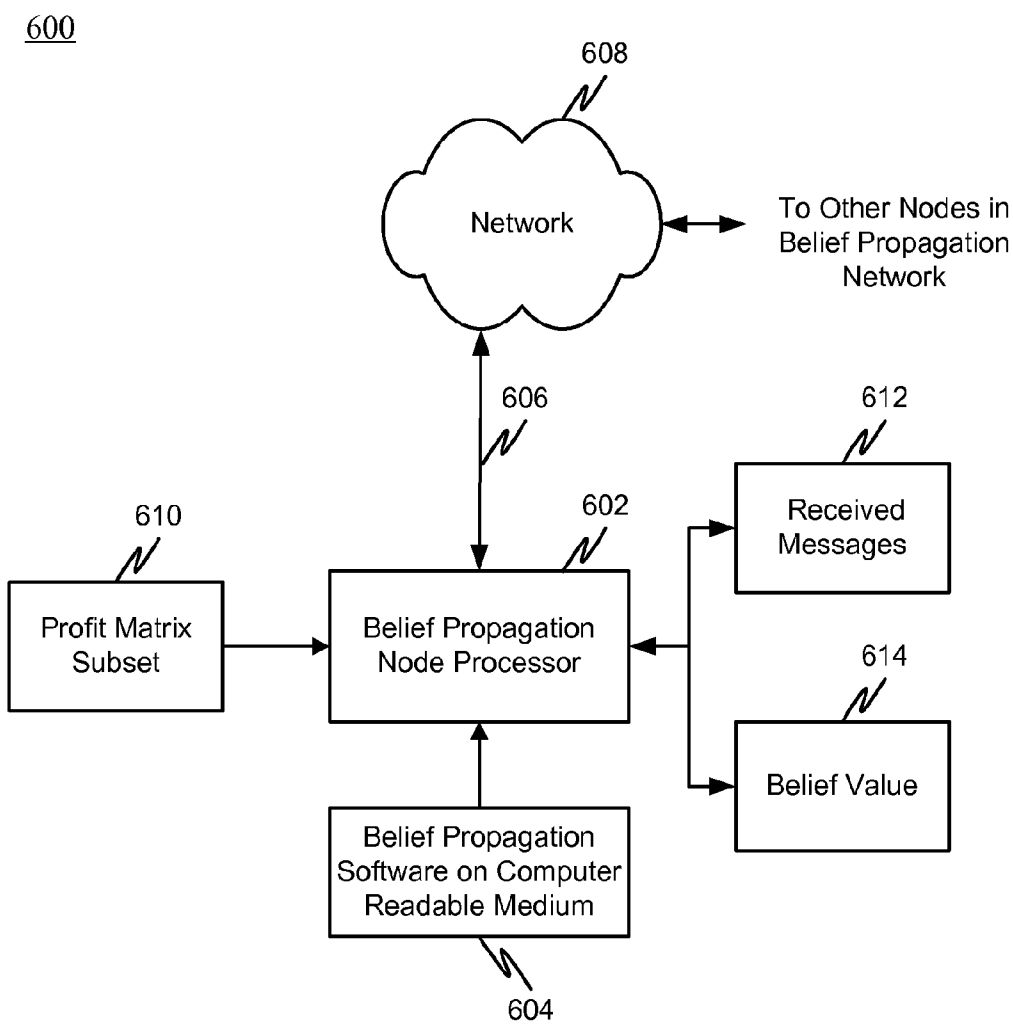 600
608
Network
To Other Nodes in
Belief Propagation
Network
606
612
Received
Messages
610
602
Profit Matrix
Subset
Belief Propagation
Node Processor
614
Belief Value
Belief Propagation
Software on Computer
Readable Medium
604